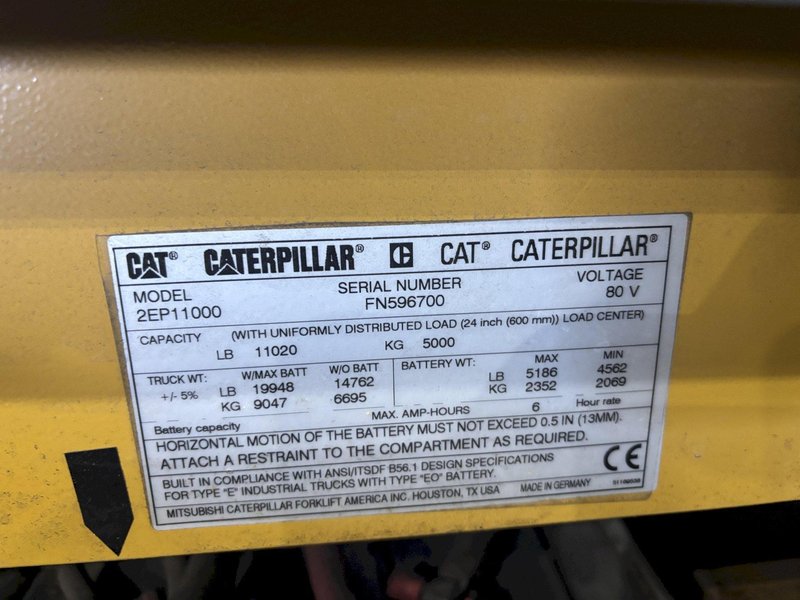 CAT® CATERPILLAR® C CAT® CATERPILLAR®
MODEL SERIAL NUMBER VOLTAGE
2EP11000 FN596700 80 V
CAPACITY (WITH UNIFORMLY DISTRIBUTED LOAD (24 inch (600 mm)) LOAD CENTER)
LB 11020 KG 5000
TRUCK WT: W/MAX BATT W/O BATT BATTERY WT: MAX MIN
+/- 5% LB 19948 14762 LB 5186 4562
KG 9047 6695 KG 2352 2069
Battery capacity MAX. AMP-HOURS 6 Hour rate
HORIZONTAL MOTION OF THE BATTERY MUST NOT EXCEED 0.5 IN (13MM).
ATTACH A RESTRAINT TO THE COMPARTMENT AS REQUIRED.
BUILT IN COMPLIANCE WITH ANSI/ITSDF B56.1 DESIGN SPECIFICATIONS
FOR TYPE "E" INDUSTRIAL TRUCKS WITH TYPE "EO" BATTERY.
CE
MITSUBISHI CATERPILLAR FORKLIFT AMERICA INC. HOUSTON, TX USA MADE IN GERMANY